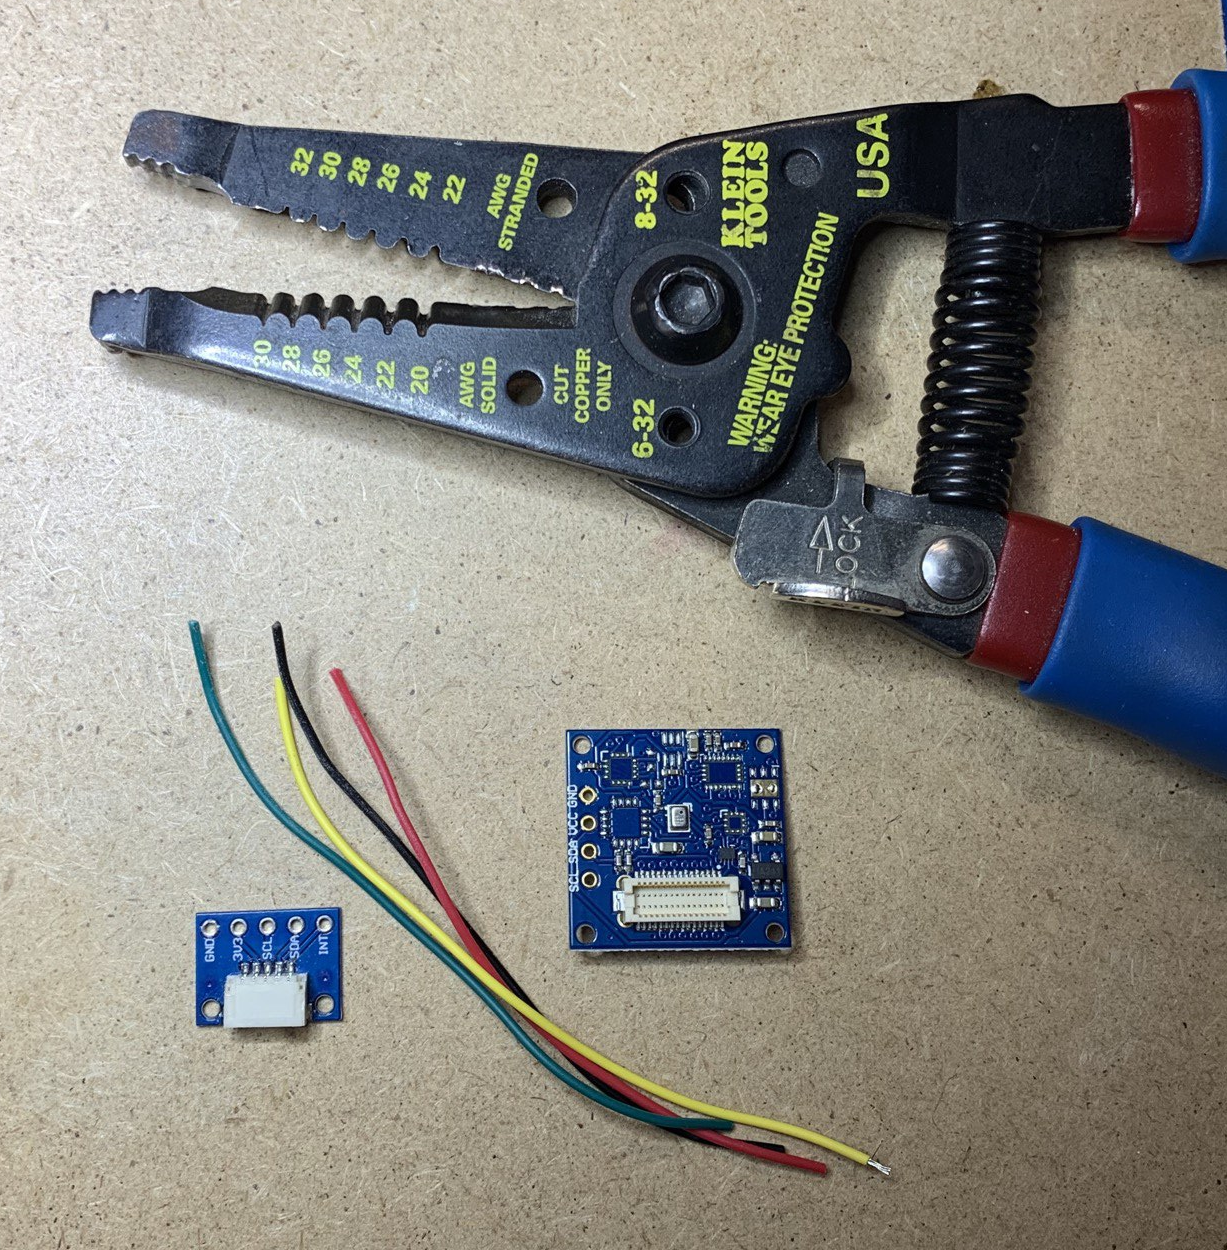 32
30
28
26
24
22
AWG
STRANDED
8-32
KLEIN
TOOLS
USA
30
28
26
24
22
20
AWG
SOLID
CUT
COPPER
ONLY
6-32
WARNING:
WEAR EYE PROTECTION
LOCK
SCL SDA VCC GND
GND
3V3
SCL
SDA
INT